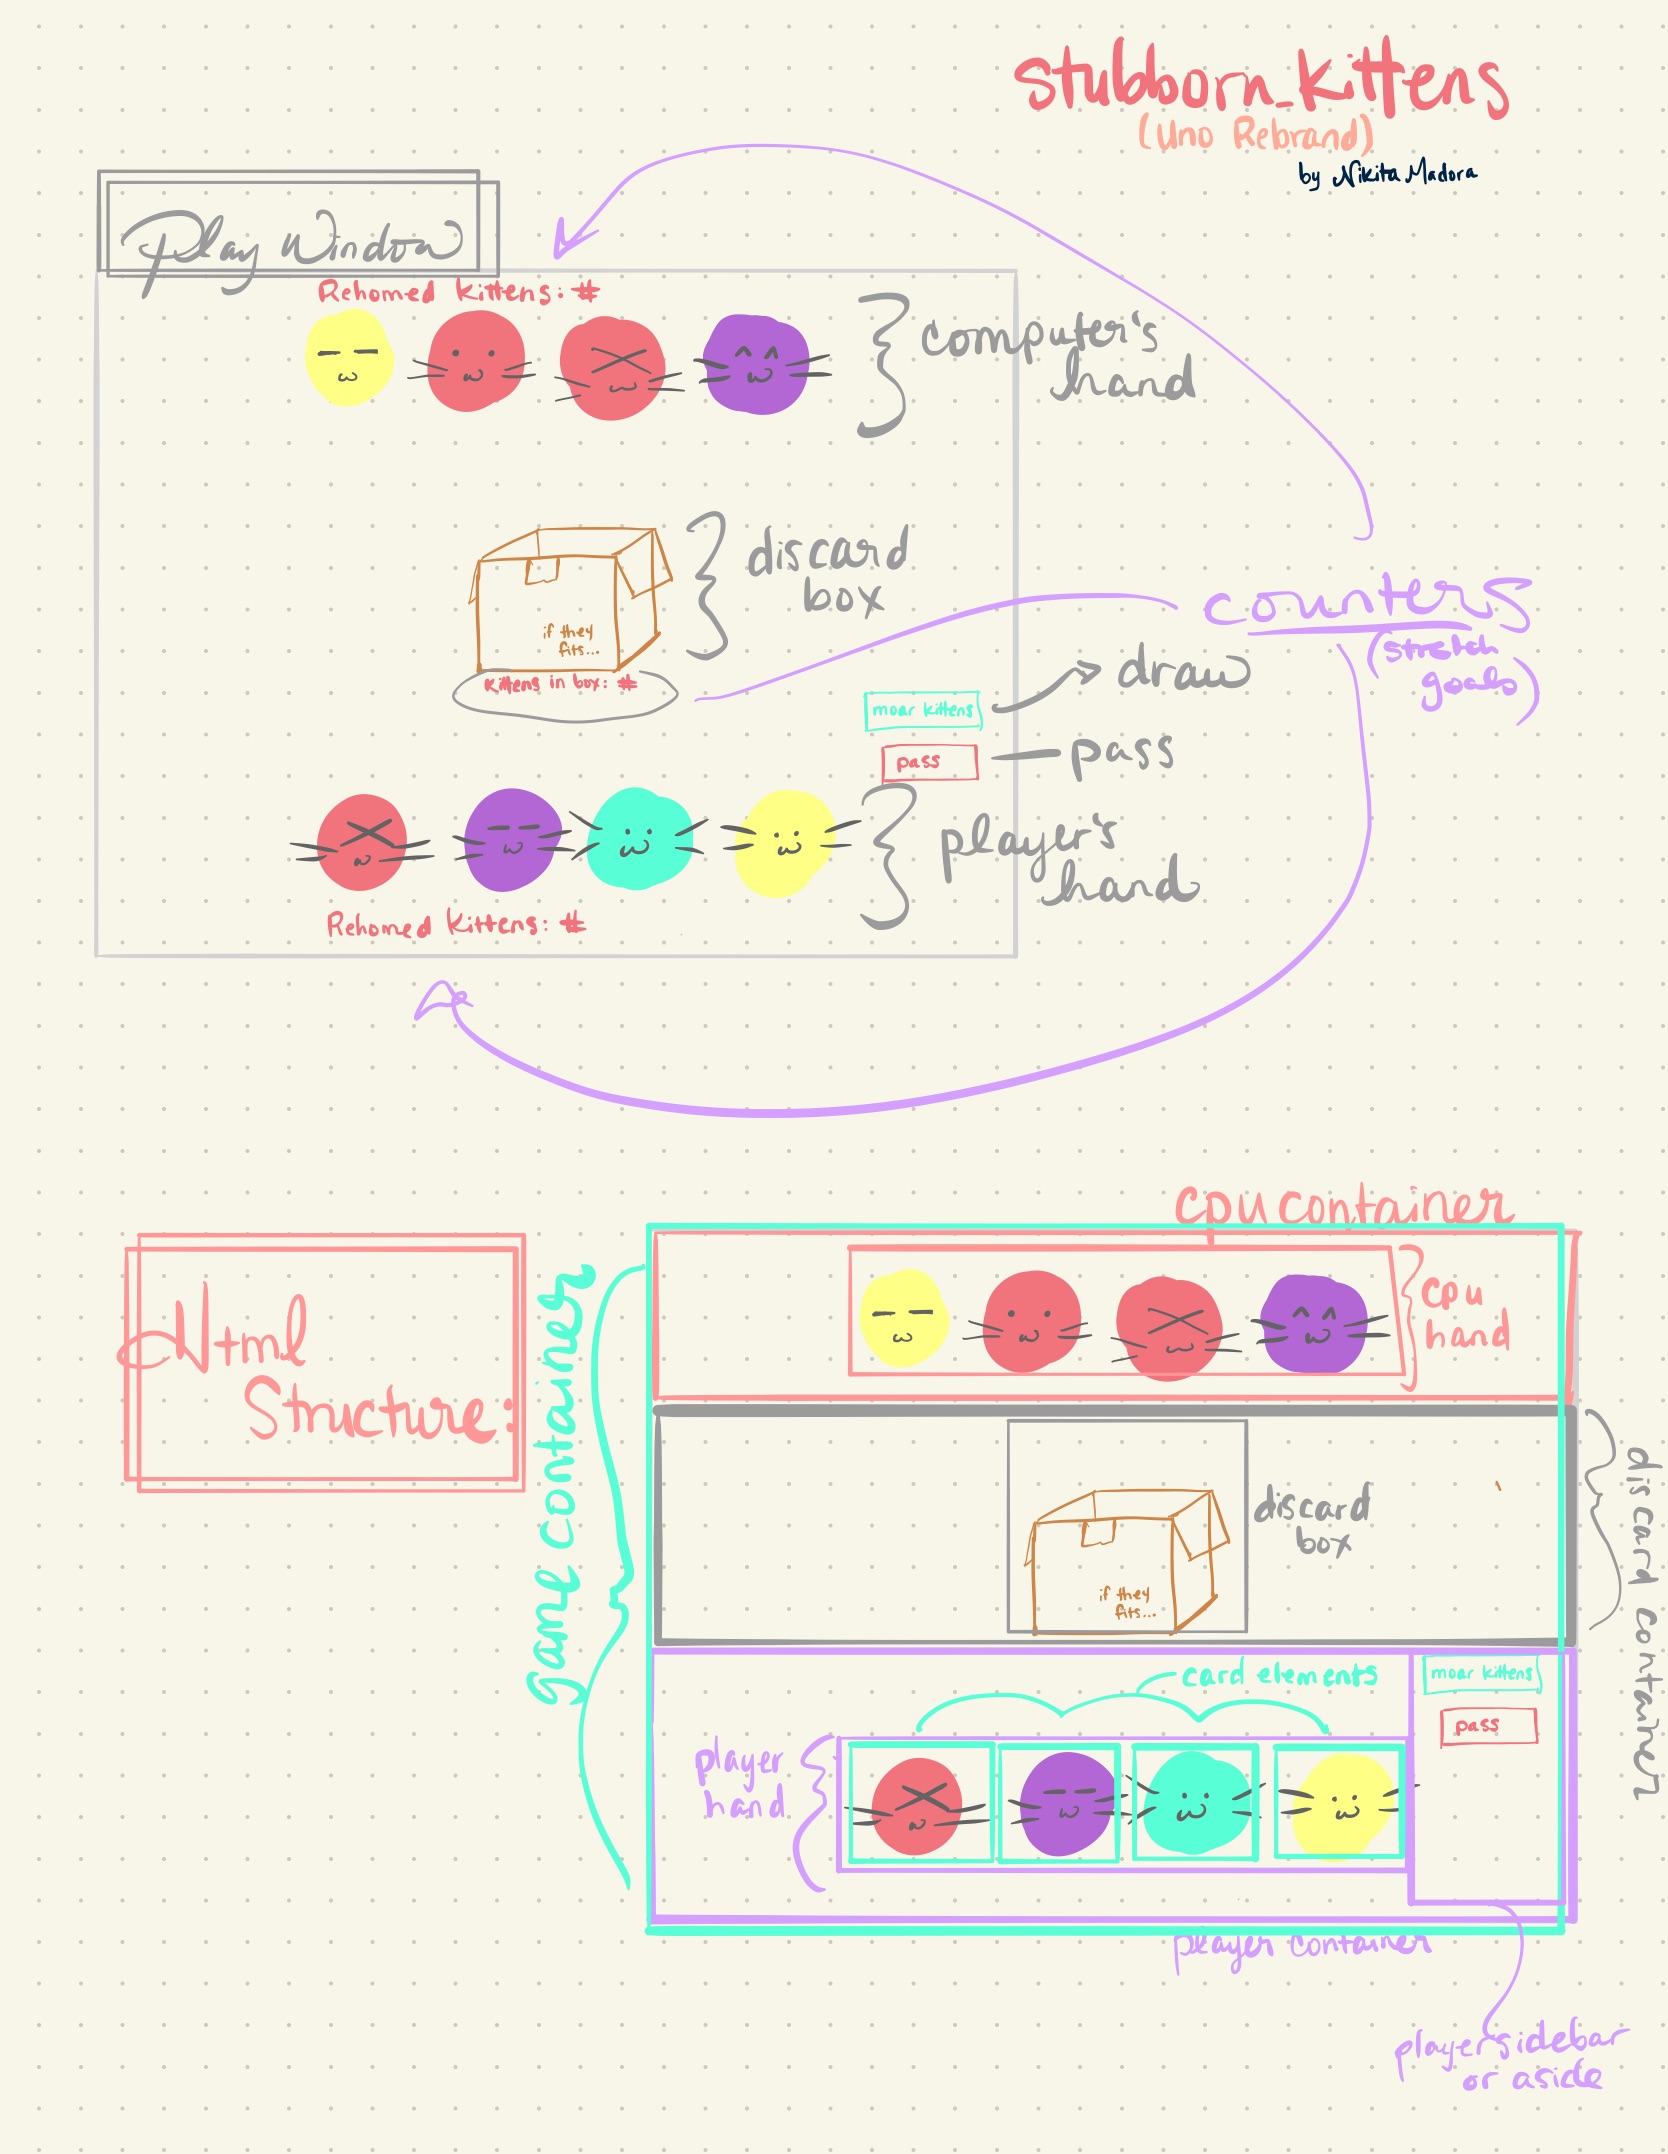 Stubborn_Kittens
(Uno Rebrand)
by Nikita Madora
Play Window
Rehomed Kittens: #
computer's
hand
discard
box
if they
fits...
Kittens in box: #
counters
(stretch
goals)
moar kittens
draw
pass
pass
player's
hand
Rehomed Kittens: #
Html
Structure:
game container
cpu container
cpu
hand
discard
box
if they
fits...
discard container
card elements
moar kittens
pass
player
hand
player container
player sidebar
or aside